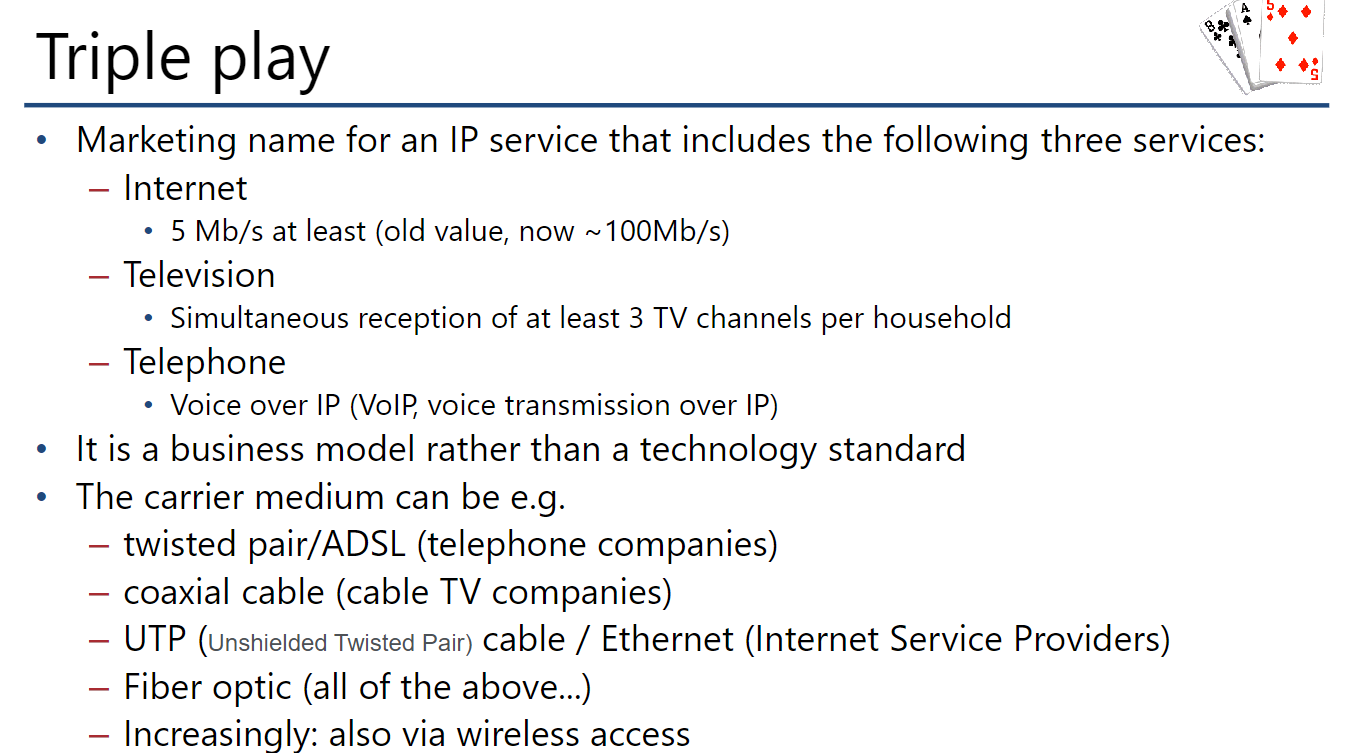 Triple play
8 A 5
5
• Marketing name for an IP service that includes the following three services:
– Internet
• 5 Mb/s at least (old value, now ~100Mb/s)
– Television
• Simultaneous reception of at least 3 TV channels per household
– Telephone
• Voice over IP (VoIP, voice transmission over IP)
• It is a business model rather than a technology standard
• The carrier medium can be e.g.
– twisted pair/ADSL (telephone companies)
– coaxial cable (cable TV companies)
– UTP (Unshielded Twisted Pair) cable / Ethernet (Internet Service Providers)
– Fiber optic (all of the above...)
– Increasingly: also via wireless access